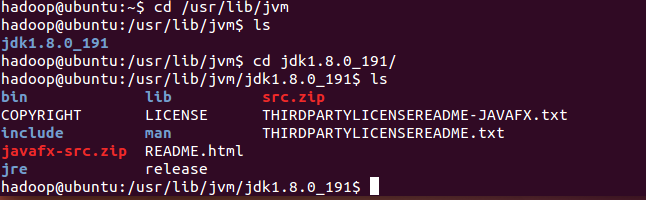 hadoop@ubuntu:~$ cd /usr/lib/jvm
hadoop@ubuntu:/usr/lib/jvm$ ls
jdk1.8.0_191
hadoop@ubuntu:/usr/lib/jvm$ cd jdk1.8.0_191/
hadoop@ubuntu:/usr/lib/jvm/jdk1.8.0_191$ ls
bin lib src.zip
COPYRIGHT LICENSE THIRDPARTYLICENSEREADME-JAVAFX.txt
include man THIRDPARTYLICENSEREADME.txt
javafx-src.zip README.html
jre release
hadoop@ubuntu:/usr/lib/jvm/jdk1.8.0_191$